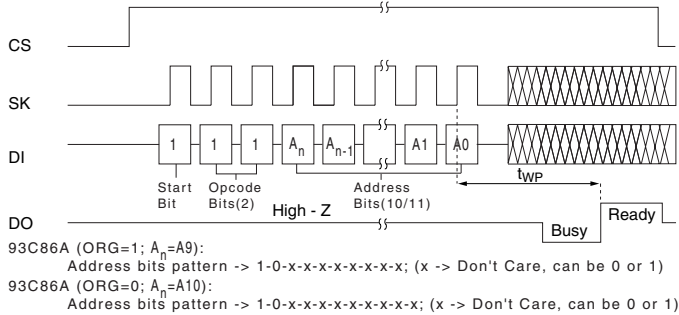 CS
SK
DI
1 1 1 An An-1 A1 A0
Start Bit
Opcode Bits(2)
Address Bits(10/11)
tWP
High - Z
DO
Busy
Ready
93C86A (ORG=1; An=A9):
Address bits pattern -> 1-0-x-x-x-x-x-x-x-x; (x -> Don't Care, can be 0 or 1)
93C86A (ORG=0; An=A10):
Address bits pattern -> 1-0-x-x-x-x-x-x-x-x-x; (x -> Don't Care, can be 0 or 1)